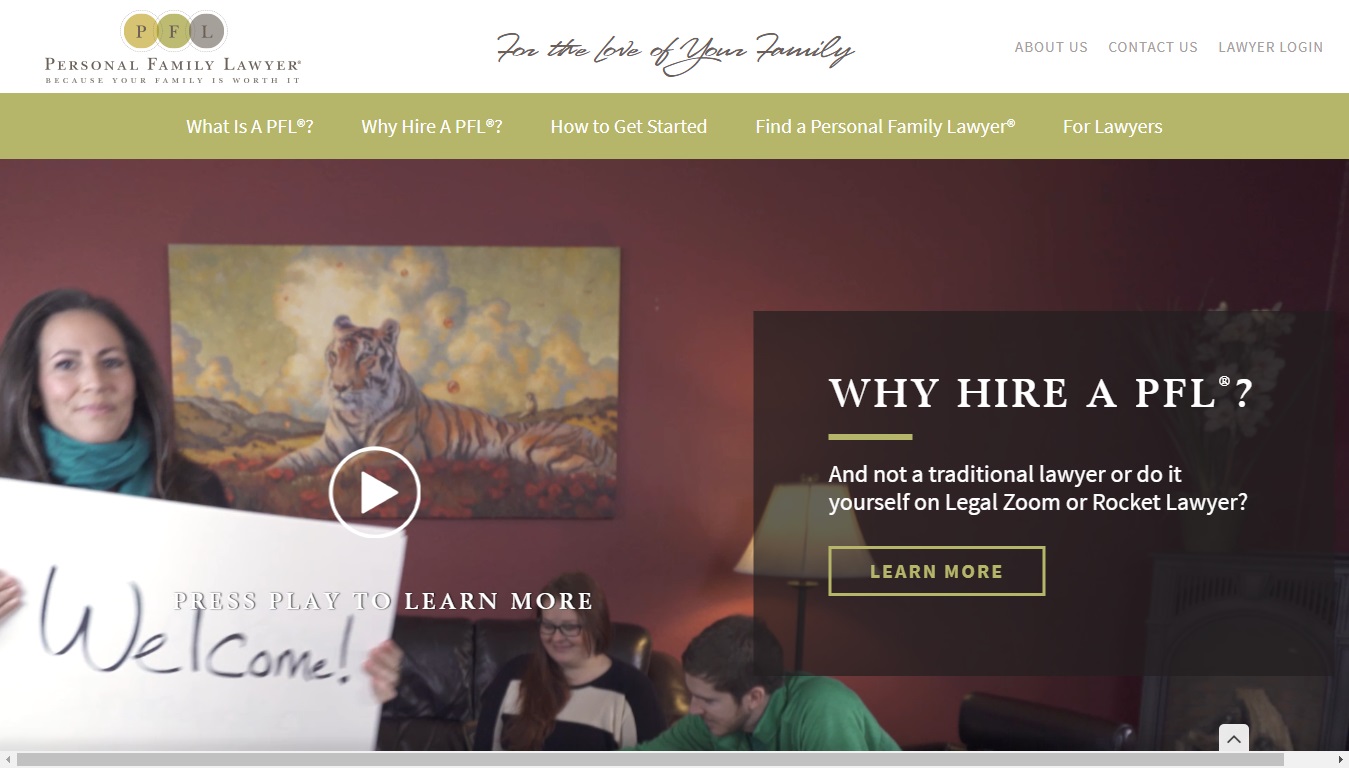 P F L
PERSONAL FAMILY LAWYER®
BECAUSE YOUR FAMILY IS WORTH IT
For the Love of Your Family
ABOUT US
CONTACT US
LAWYER LOGIN
What Is A PFL®?
Why Hire A PFL®?
How to Get Started
Find a Personal Family Lawyer®
For Lawyers
WHY HIRE A PFL®?
And not a traditional lawyer or do it
yourself on Legal Zoom or Rocket Lawyer?
LEARN MORE
PRESS PLAY TO LEARN MORE
Welcome!